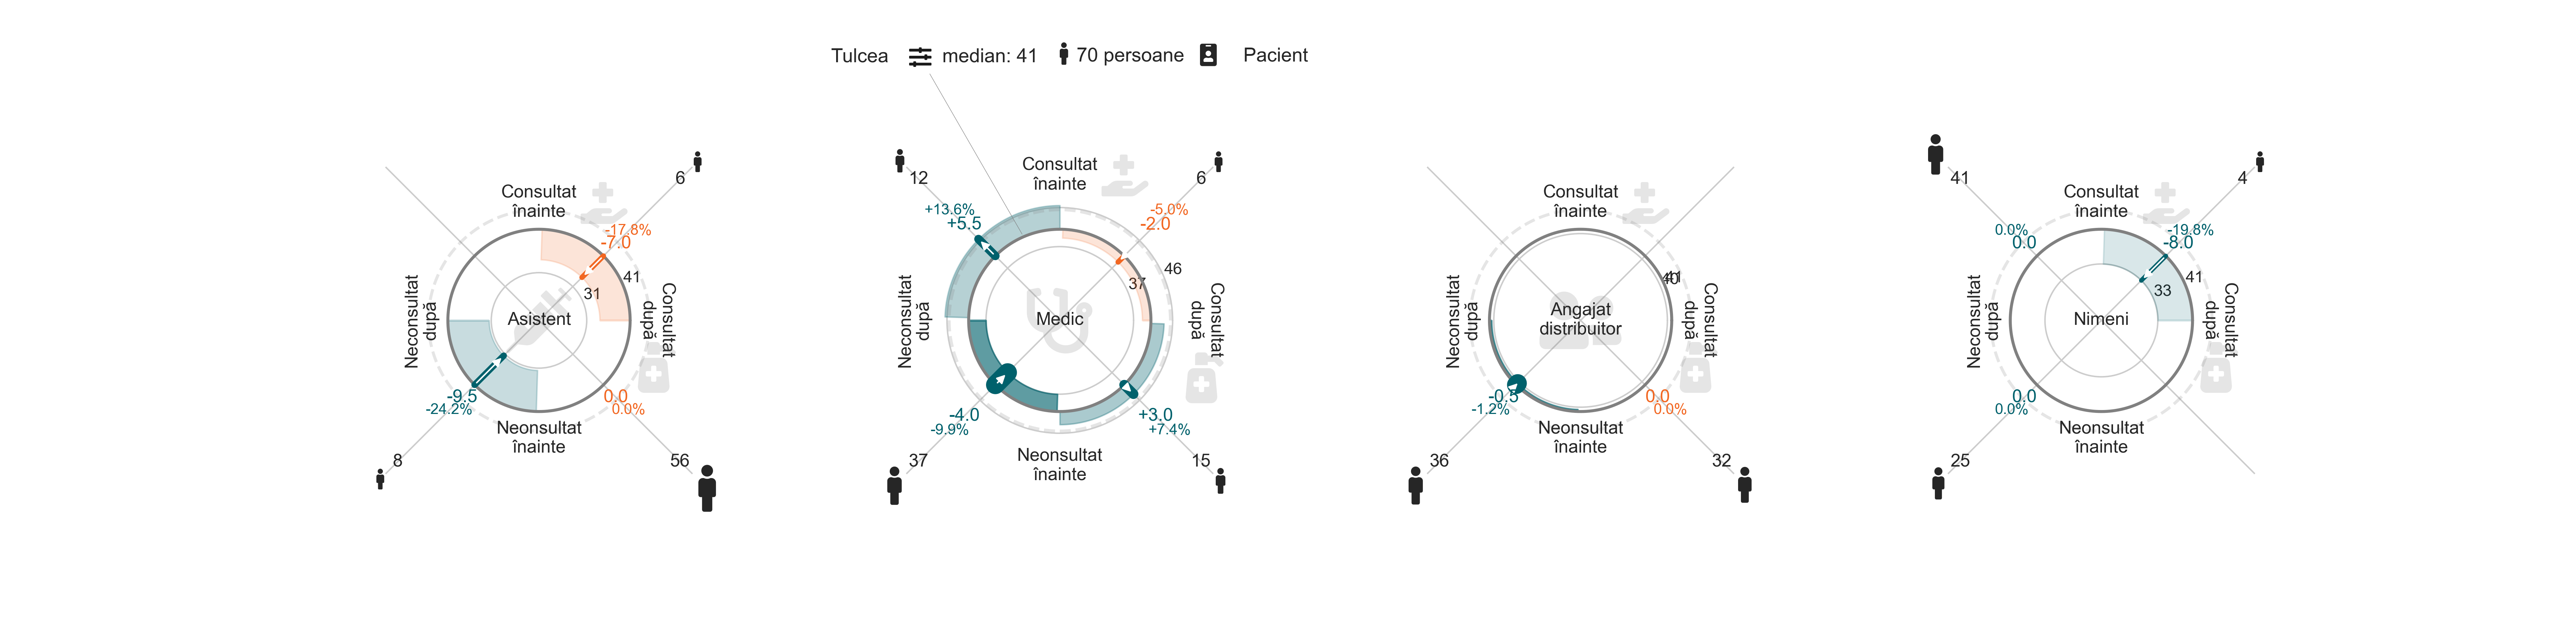 Tulcea median: 41 70 persoane Pacient
6
Consultat
înainte
-17.8%
-7.0
41
31
Neconsultat
după
Asistent
Consultat
după
-9.5
-24.2%
0.0
0.0%
Neonsultat
înainte
8
56
12
6
Consultat
înainte
+13.6%
+5.5
-5.0%
-2.0
46
37
Neconsultat
după
Medic
Consultat
după
-4.0
-9.9%
+3.0
+7.4%
Neonsultat
înainte
37
15
Consultat
înainte
41
40
Neconsultat
după
Angajat
distribuitor
Consultat
după
-0.5
-1.2%
0.0
0.0%
Neonsultat
înainte
36
32
41
4
Consultat
înainte
0.0%
0.0
-19.8%
-8.0
41
33
Neconsultat
după
Nimeni
Consultat
după
0.0
0.0%
Neonsultat
înainte
25